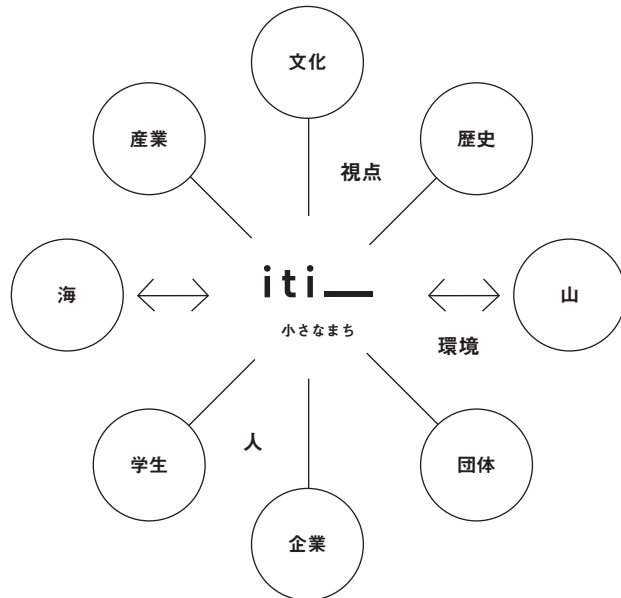 文化
産業
歴史
視点
海
iti
山
小さなまち
環境
人
学生
団体
企業